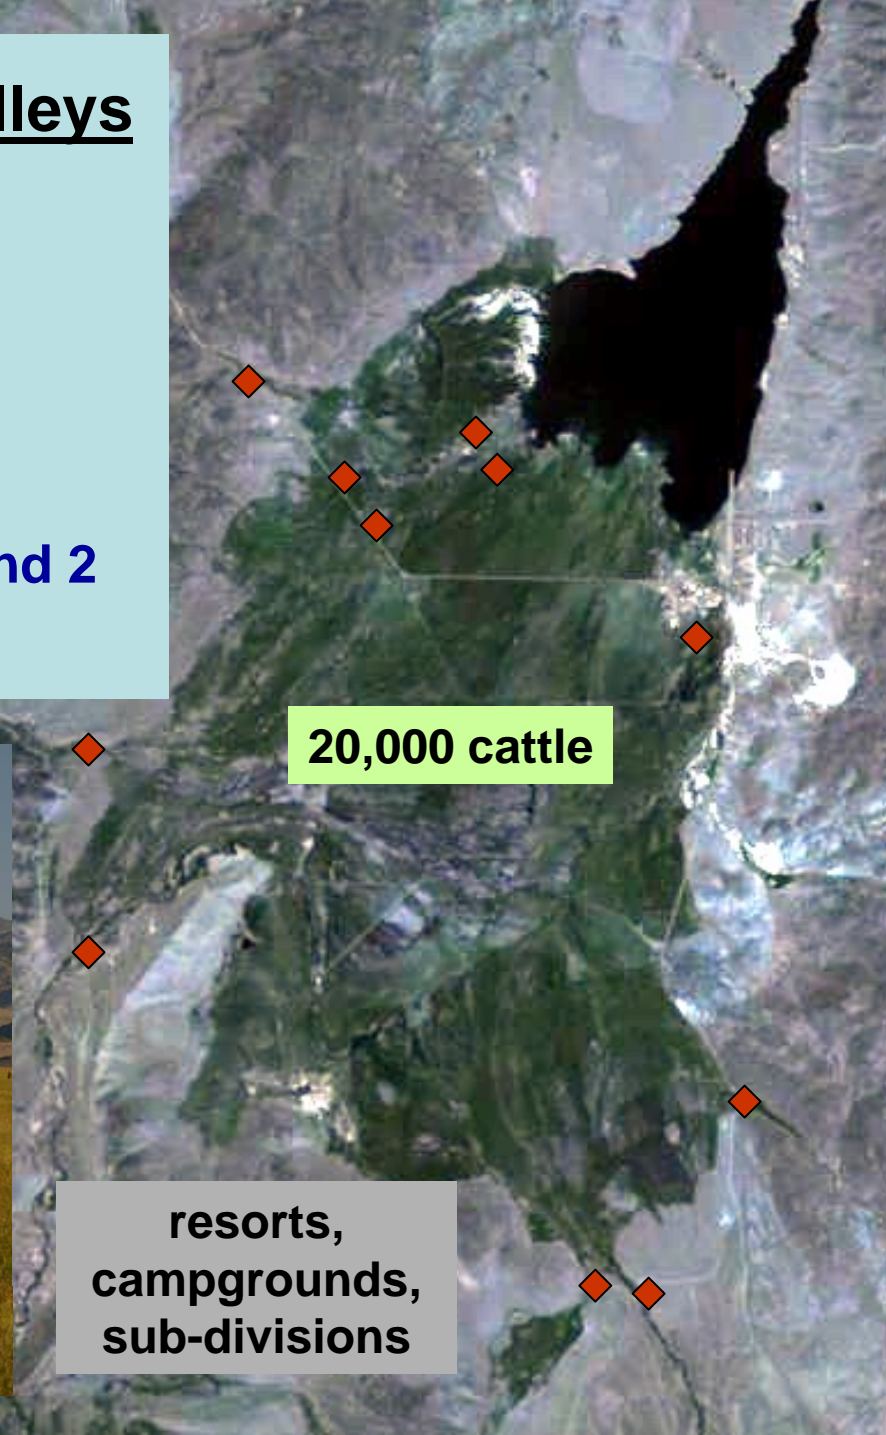 lleys
nd 2
20,000 cattle
resorts,
campgrounds,
sub-divisions